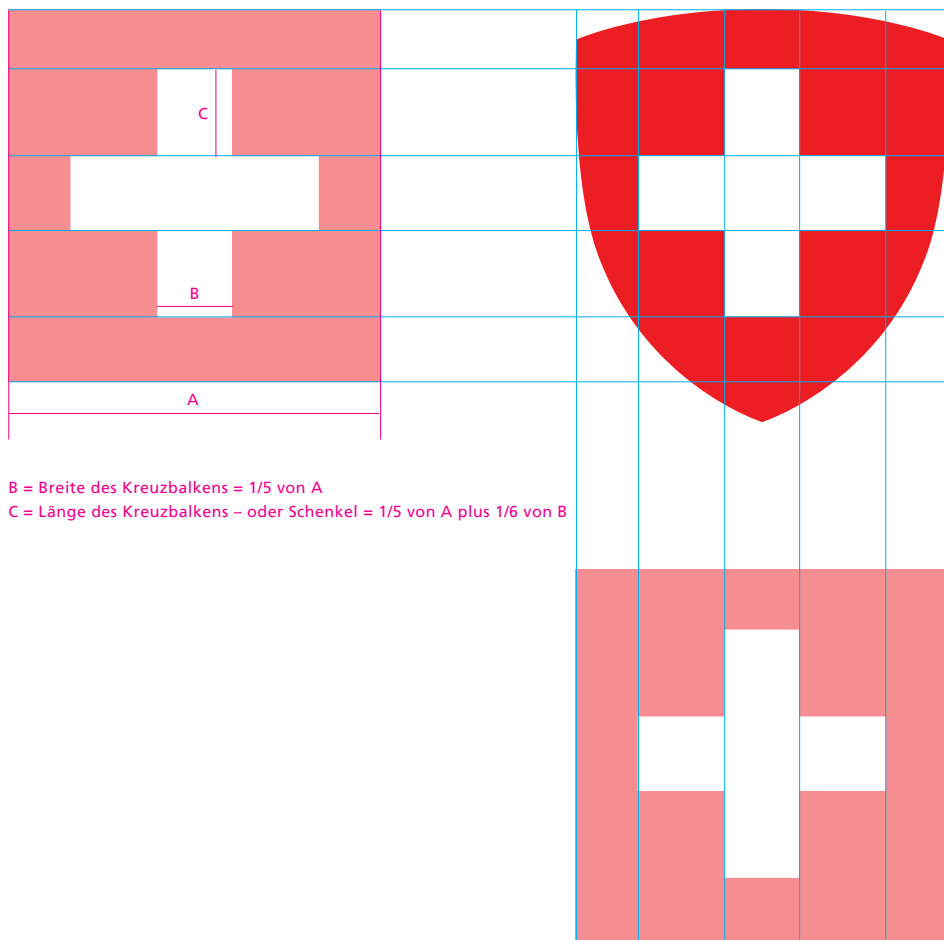 C
B
A
B = Breite des Kreuzbalkens = 1/5 von A
C = Länge des Kreuzbalkens – oder Schenkel = 1/5 von A plus 1/6 von B